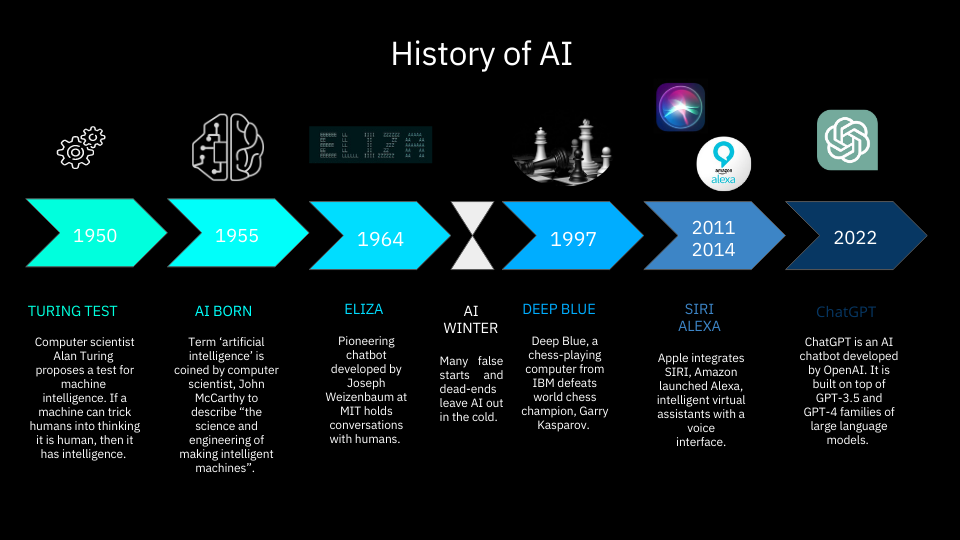 History of AI
amazon
alexa
1950
1955
1964
1997
2011
2014
2022
TURING TEST
Computer scientist
Alan Turing
proposes a test for
machine
intelligence. If a
machine can trick
humans into thinking
it is human, then it
has intelligence.
AI BORN
Term ‘artificial
intelligence’ is
coined by computer
scientist, John
McCarthy to
describe “the
science and
engineering of
making intelligent
machines”.
ELIZA
Pioneering
chatbot
developed by
Joseph
Weizenbaum at
MIT holds
conversations
with humans.
AI
WINTER
Many false
starts and
dead-ends
leave AI out
in the cold.
DEEP BLUE
Deep Blue, a
chess-playing
computer from
IBM defeats
world chess
champion, Garry
Kasparov.
SIRI
ALEXA
Apple integrates
SIRI, Amazon
launched Alexa,
intelligent virtual
assistants with a
voice
interface.
ChatGPT
ChatGPT is an AI
chatbot developed
by OpenAI. It is
built on top of
GPT-3.5 and
GPT-4 families of
large language
models.